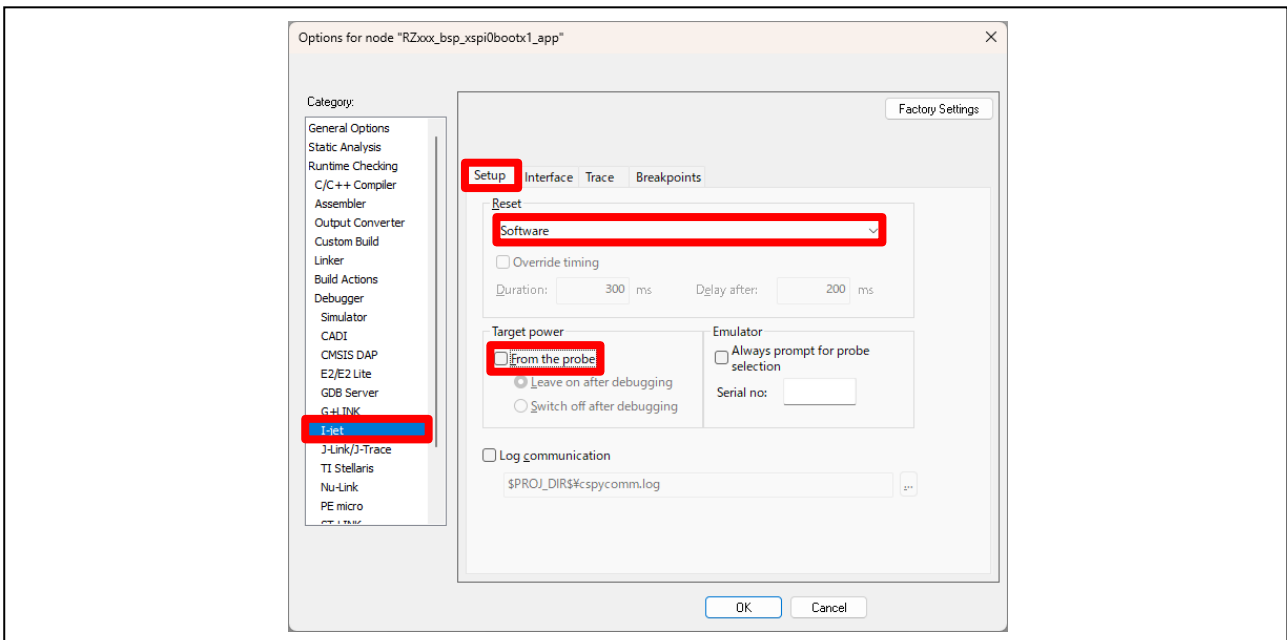 Options for node "RZxxx_bsp_xspi0bootx1_app"
Category:
General Options
Static Analysis
Runtime Checking
C/C++ Compiler
Assembler
Output Converter
Custom Build
Linker
Build Actions
Debugger
Simulator
CADI
CMSIS DAP
E2/E2 Lite
GDB Server
G+LINK
I-jet
J-Link/J-Trace
TI Stellaris
Nu-Link
PE micro
ST-LINK
Factory Settings
Setup Interface Trace Breakpoints
Reset
Software
Override timing
Duration: 300 ms Delay after: 200 ms
Target power
From the probe
Leave on after debugging
Switch off after debugging
Emulator
Always prompt for probe
selection
Serial no:
Log communication
$PROJ_DIR$¥cspycomm.log
...
OK Cancel